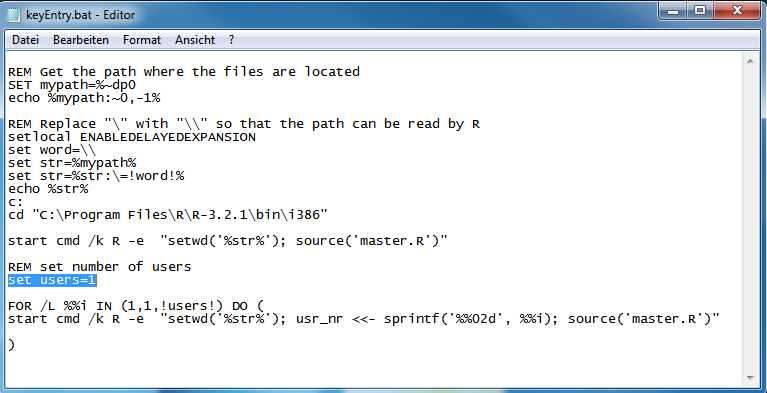 keyEntry.bat - Editor
Datei Bearbeiten Format Ansicht ?
REM Get the path where the files are located
SET mypath=%~dp0
echo %mypath:~0,-1%
REM Replace "\" with "\\" so that the path can be read by R
setlocal ENABLEDELAYEDEXPANSION
set word=\\
set str=%mypath%
set str=%str:\=!word!%
echo %str%
c:
cd "C:\Program Files\R\R-3.2.1\bin\i386"
start cmd /k R -e  "setwd('%str%'); source('master.R')"
REM set number of users
set users=1
FOR /L %%i IN (1,1,!users!) DO (
start cmd /k R -e  "setwd('%str%'); usr_nr <<- sprintf('%%02d', %%i); source('master.R')"
)